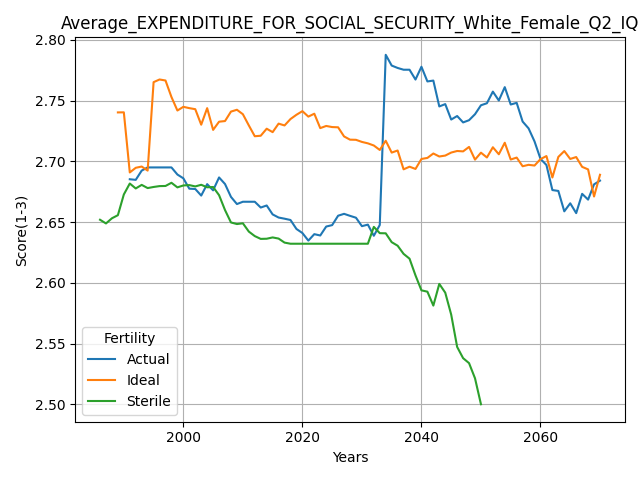 Average_EXPENDITURE_FOR_SOCIAL_SECURITY_White_Female_Q2_IQ
2.80
2.75
2.70
2.65
2.60
2.55
2.50
Score(1-3)
Fertility
Actual
Ideal
Sterile
2000
2020
2040
2060
Years